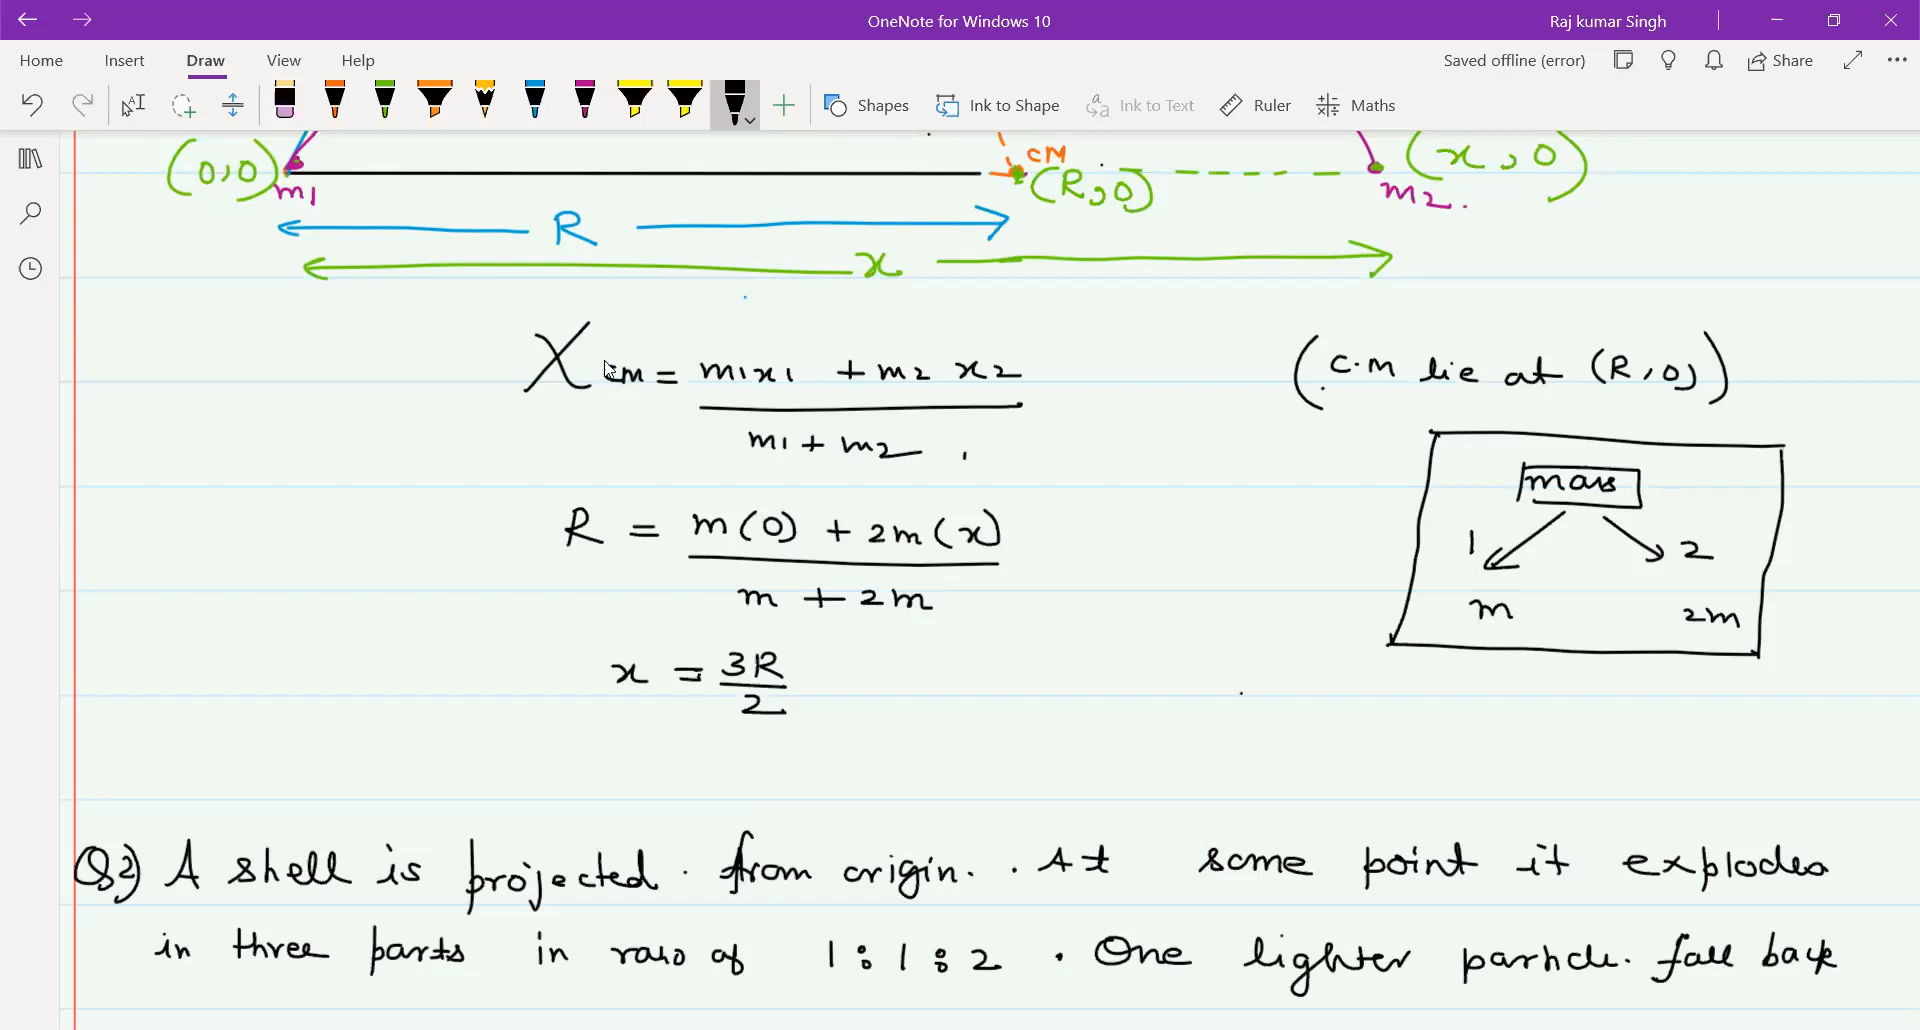 OneNote for Windows 10
Raj kumar Singh
Home Insert Draw View Help
Saved offline (error) Share
Shapes Ink to Shape Ink to Text Ruler Maths
(0,0) m1 CM (R,0) m2. (x,0)
R
x
Xcm = m1x1 + m2 x2
m1 + m2
(C.M lie at (R,0))
mass
1 2
m 2m
R = m(0) + 2m(x)
m + 2m
x = 3R
2
Q2) A shell is projected from origin. At some point it explodes
in three parts in raio of 1:1:2. One lighter particle fall back